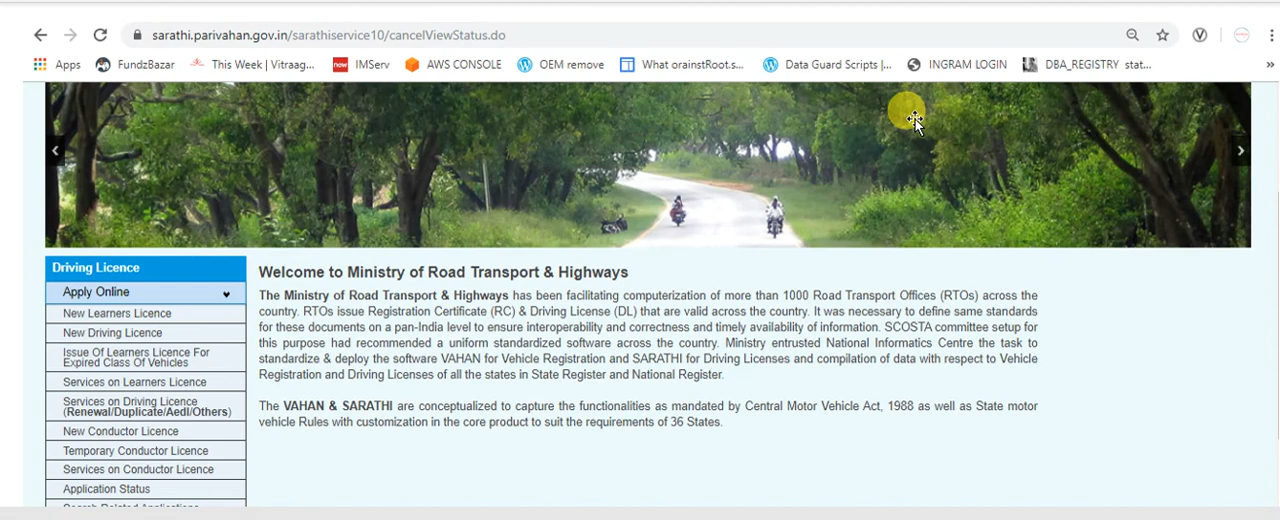 sarathi.parivahan.gov.in/sarathiservice10/cancelViewStatus.do
Apps FundzBazar This Week | Vitraag... IMServ AWS CONSOLE OEM remove What orainstRoot.s... Data Guard Scripts |... INGRAM LOGIN DBA_REGISTRY stat... »
Driving Licence
Apply Online
New Learners Licence
New Driving Licence
Issue Of Learners Licence For
Expired Class Of Vehicles
Services on Learners Licence
Services on Driving Licence
(Renewal/Duplicate/Aedl/Others)
New Conductor Licence
Temporary Conductor Licence
Services on Conductor Licence
Application Status
Search Related Applications
Welcome to Ministry of Road Transport & Highways
The Ministry of Road Transport & Highways has been facilitating computerization of more than 1000 Road Transport Offices (RTOs) across the
country. RTOs issue Registration Certificate (RC) & Driving License (DL) that are valid across the country. It was necessary to define same standards
for these documents on a pan-India level to ensure interoperability and correctness and timely availability of information. SCOSTA committee setup for
this purpose had recommended a uniform standardized software across the country. Ministry entrusted National Informatics Centre the task to
standardize & deploy the software VAHAN for Vehicle Registration and SARATHI for Driving Licenses and compilation of data with respect to Vehicle
Registration and Driving Licenses of all the states in State Register and National Register.
The VAHAN & SARATHI are conceptualized to capture the functionalities as mandated by Central Motor Vehicle Act, 1988 as well as State motor
vehicle Rules with customization in the core product to suit the requirements of 36 States.